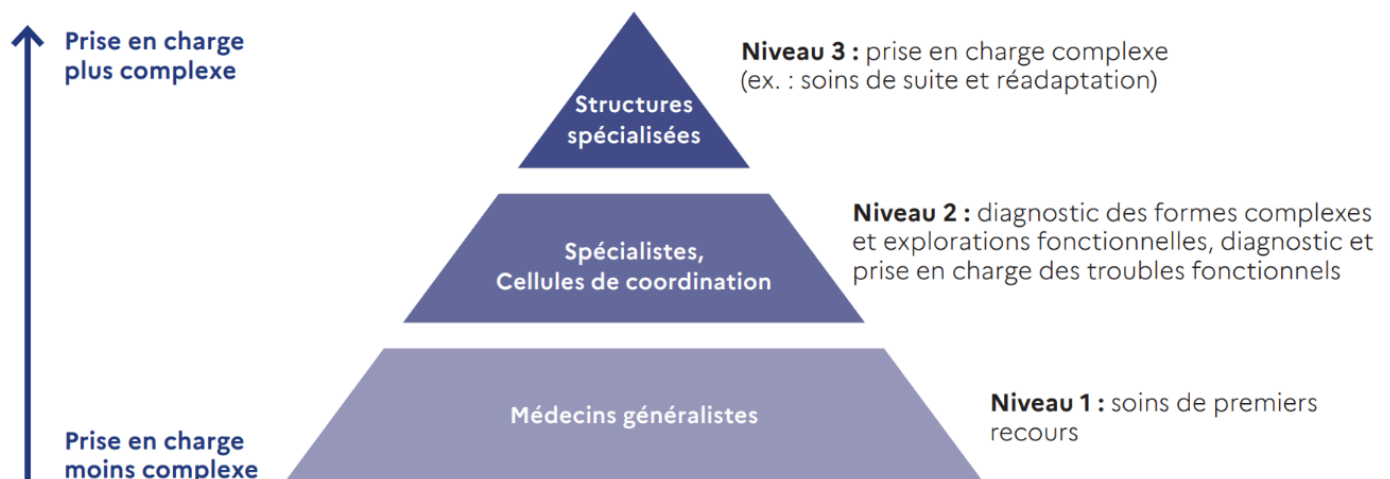 Prise en charge
plus complexe
Niveau 3 : prise en charge complexe
(ex. : soins de suite et réadaptation)
Structures
spécialisées
Niveau 2 : diagnostic des formes complexes
et explorations fonctionnelles, diagnostic et
prise en charge des troubles fonctionnels
Spécialistes,
Cellules de coordination
Médecins généralistes
Niveau 1 : soins de premiers
recours
Prise en charge
moins complexe